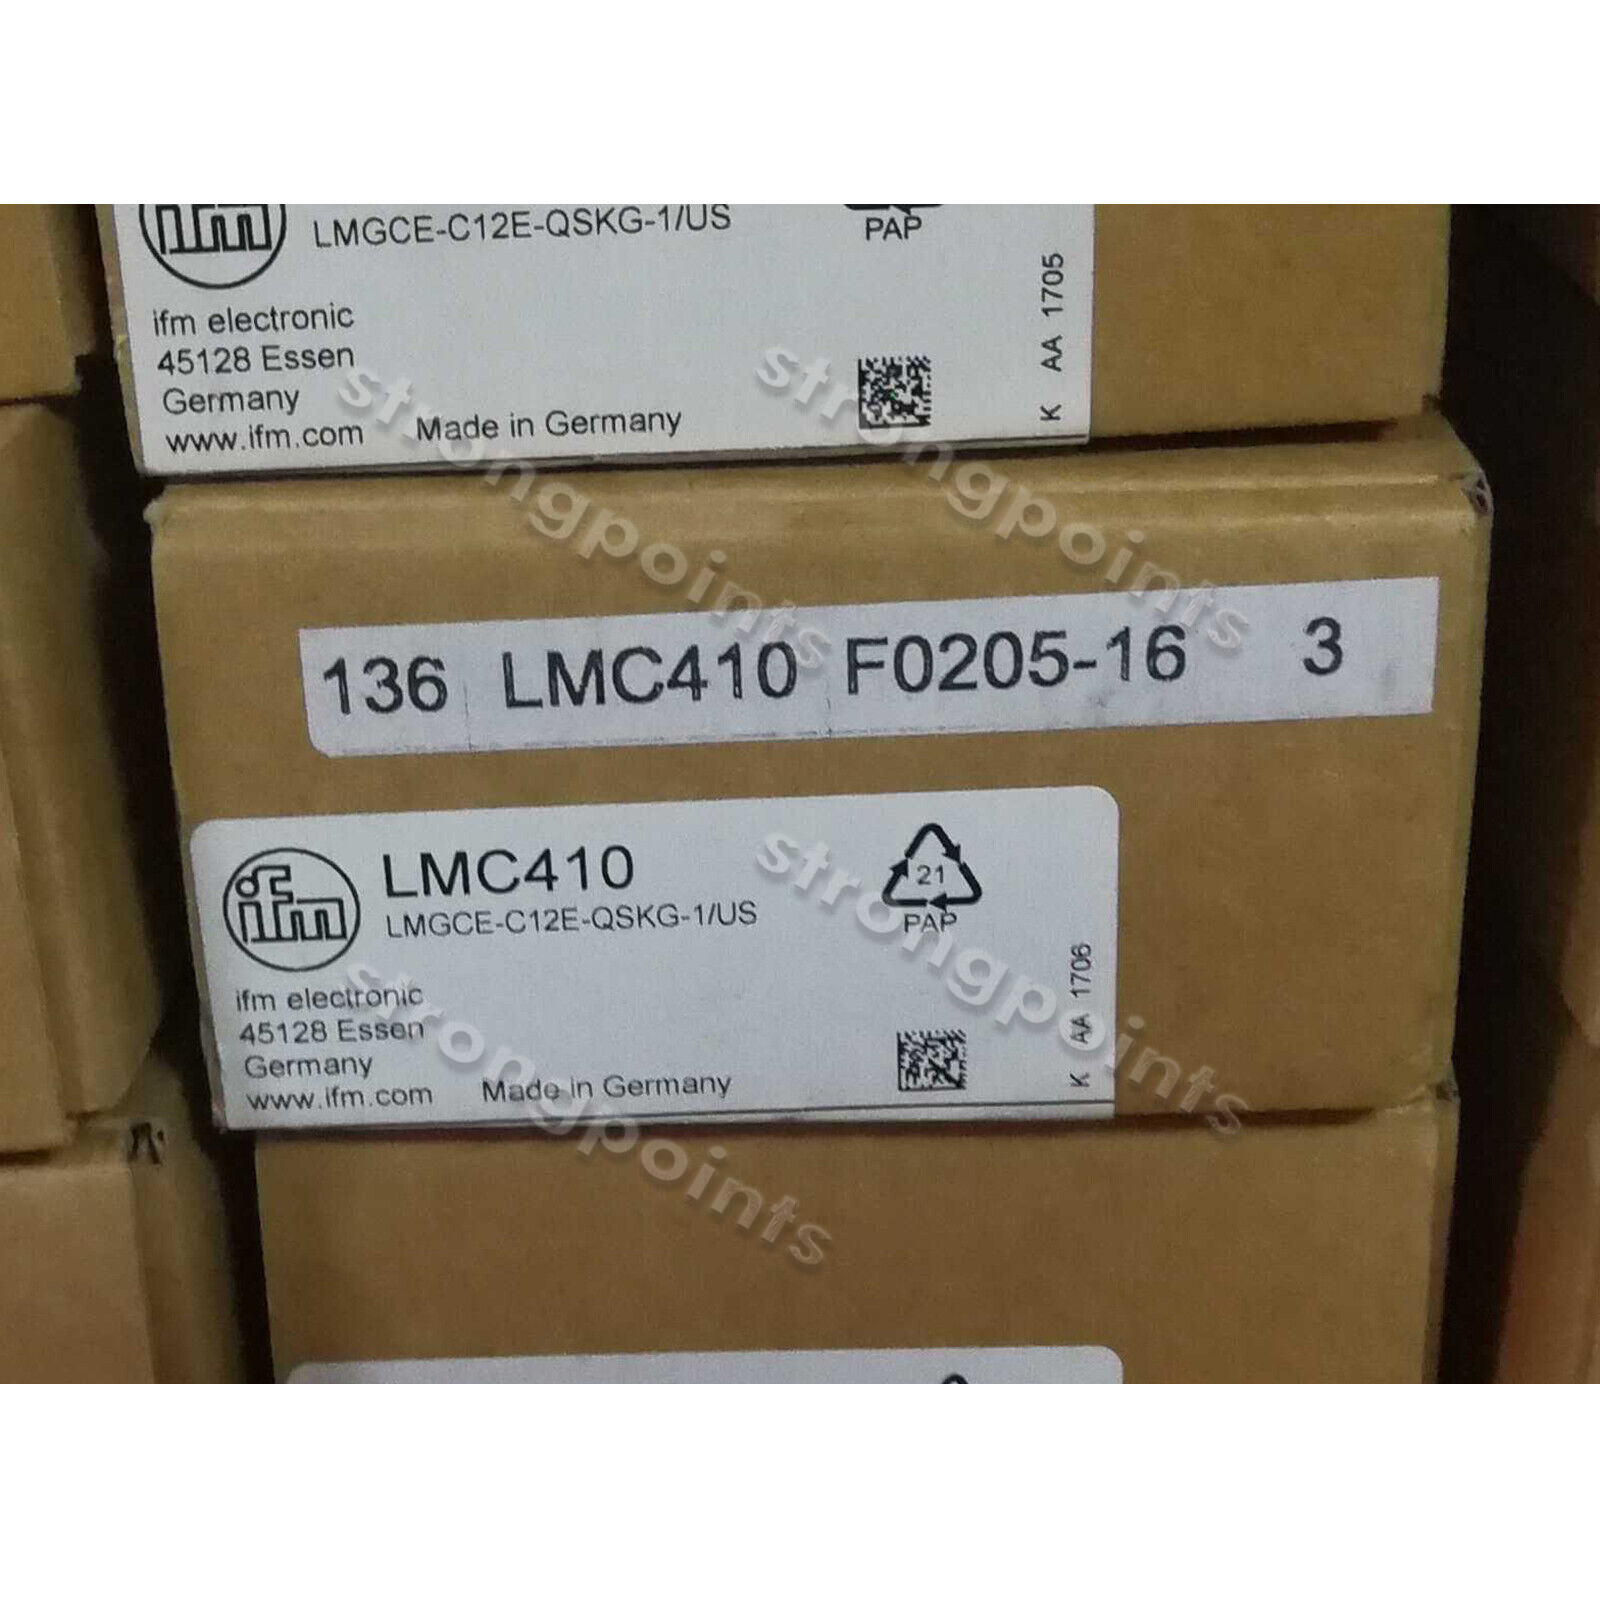 ifm
LMGCE-C12E-QSKG-1/US
PAP
ifm electronic
45128 Essen
Germany
www.ifm.com
Made in Germany
K AA 1705
136 LMC410 F0205-16 3
ifm
LMC410
LMGCE-C12E-QSKG-1/US
21
PAP
ifm electronic
45128 Essen
Germany
www.ifm.com
Made in Germany
K AA 1706
strongpoints
strongpoints
strongpoints
strongpoints